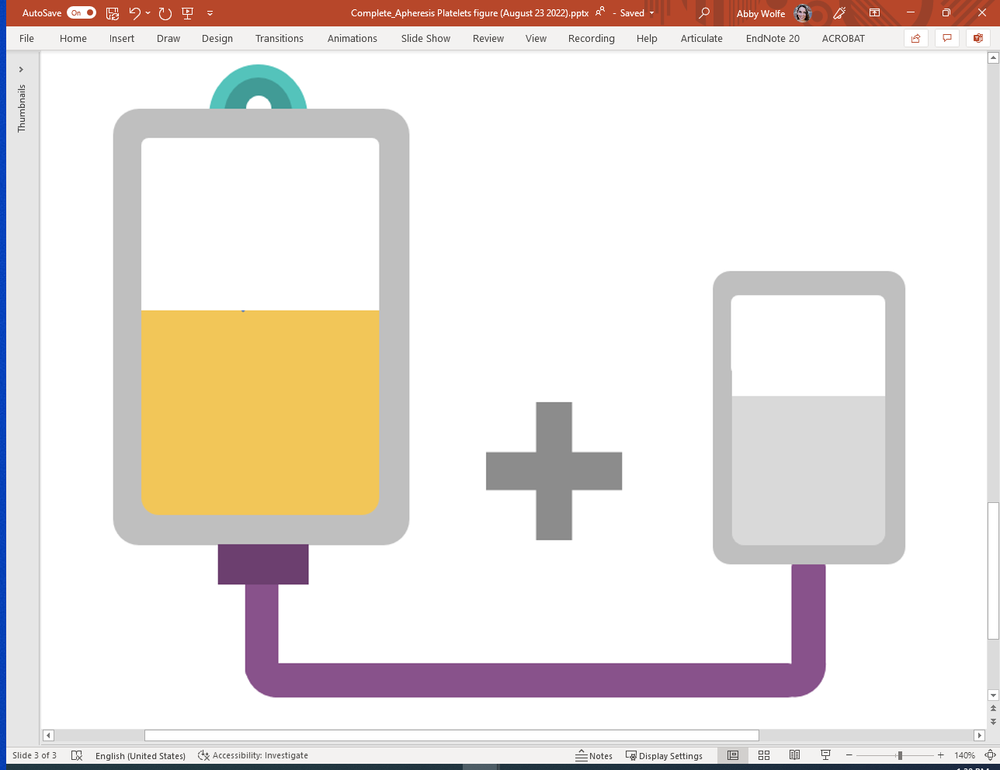 AutoSave On Complete_Apheresis Platelets figure (August 23 2022).pptx - Saved Abby Wolfe
File Home Insert Draw Design Transitions Animations Slide Show Review View Recording Help Articulate EndNote 20 ACROBAT
Thumbnails
Slide 3 of 3 English (United States) Accessibility: Investigate Notes Display Settings 140%